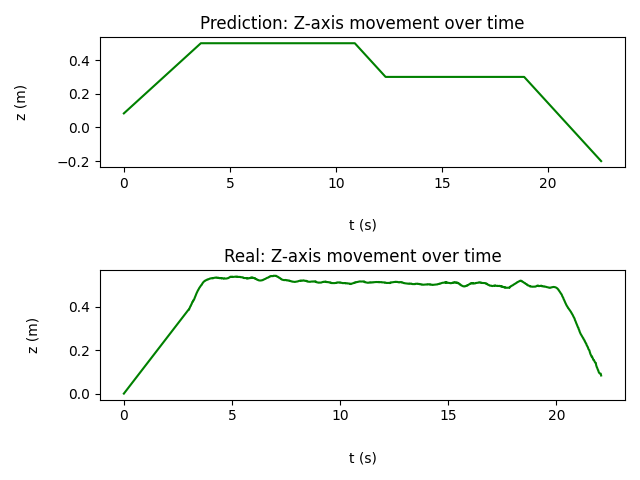 Prediction: Z-axis movement over time
z (m)
0.4
0.2
0.0
−0.2
0 5 10 15 20
t (s)
Real: Z-axis movement over time
z (m)
0.4
0.2
0.0
0 5 10 15 20
t (s)